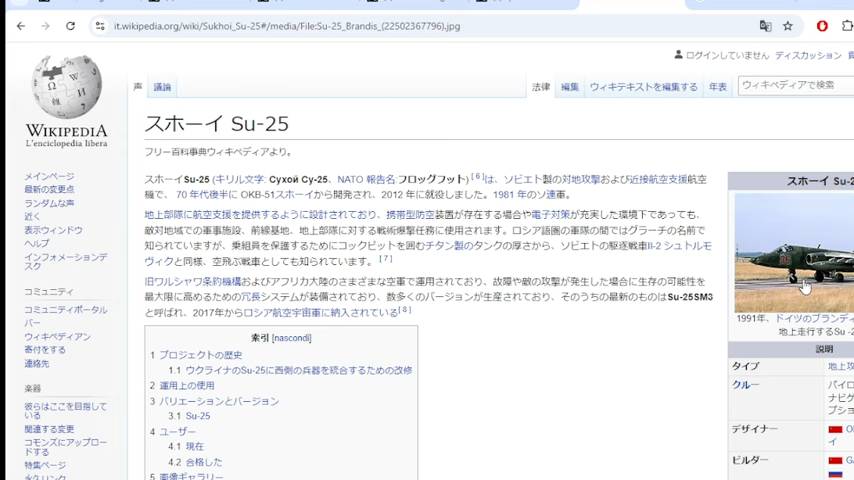 it.wikipedia.org/wiki/Sukhoi_Su-25#/media/File:Su-25_Brandis_(22502367796).jpg
ログインしていません ディスカッション
WIKIPEDIA
L'enciclopedia libera
声 議論 法律 編集 ウィキテキストを編集する 年表 ウィキペディアで検索
スホーイ Su-25
フリー百科事典ウィキペディアより。
メインページ
最新の変更点
ランダムな声
近く
表示ウィンドウ
ヘルプ
インフォメーションデ
スク
コミュニティ
コミュニティポータル
バー
ウィキペディアン
寄付をする
連絡先
楽器
彼らはここを目指して
いる
関連する変更
コモンズにアップロー
ドする
特集ページ
永久リンク
スホーイSu-25 (キリル文字: Сухой Су-25、NATO 報告名 フロッグフット) [6] は、ソビエト製の対地攻撃および近接航空支援航空
機で、 70 年代後半に OKB-51スホーイから開発され、2012 年に就役しました。1981 年のソ連軍。
地上部隊に航空支援を提供するように設計されており、携帯型防空装置が存在する場合や電子対策が充実した環境下であっても、
敵対地域での軍事施設、前線基地、地上部隊に対する戦術爆撃任務に使用されます。ロシア語圏の軍隊の間ではグラーチの名前で
知られていますが、乗組員を保護するためにコックピットを囲むチタン製のタンクの厚さから、ソビエトの駆逐戦車Il-2 シュトルモ
ヴィクと同様、空飛ぶ戦車としても知られています。 [7]
旧ワルシャワ条約機構およびアフリカ大陸のさまざまな空軍で運用されており、故障や敵の攻撃が発生した場合に生存の可能性を
最大限に高めるための冗長システムが装備されており、数多くのバージョンが生産されており、そのうちの最新のものはSu-25SM3
と呼ばれ、2017年からロシア航空宇宙軍に納入されている[8]
索引 [nascondi]
1 プロジェクトの歴史
1.1 ウクライナのSu-25に西側の兵器を統合するための改修
2 運用上の使用
3 バリエーションとバージョン
3.1 Su-25
4 ユーザー
4.1 現在
4.2 合格した
5 画像ギャラリー
スホーイ Su-2
1991年、ドイツのブランディ
地上走行するSu-2
説明
タイプ 地上攻
クルー パイロ
ナビゲ
プショ
デザイナー
イ
ビルダー